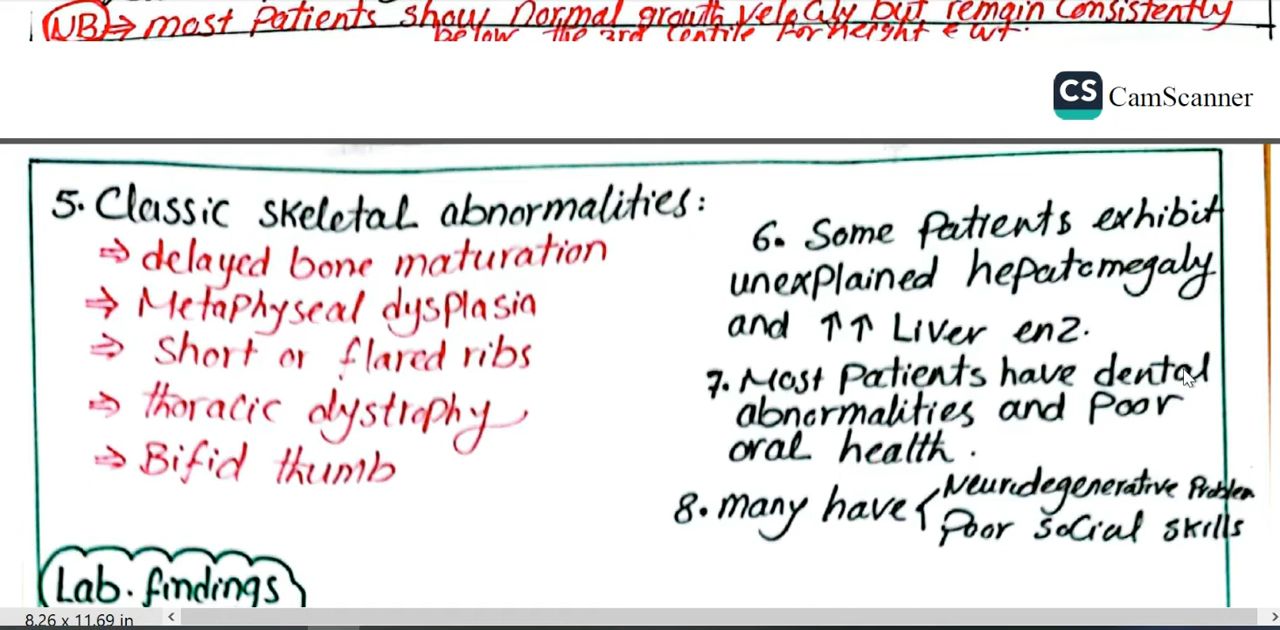 NB ⇒ most Patients show normal growth velocity but remain consistently
below the 3rd centile for height & wt.
CS CamScanner
5. Classic skeletal abnormalities:
⇒ delayed bone maturation
⇒ Metaphyseal dysplasia
⇒ Short or flared ribs
⇒ thoracic dystrophy
⇒ Bifid thumb
6. Some patients exhibit
unexplained hepatomegaly
and ↑↑ Liver enz.
7. Most Patients have dental
abnormalities and Poor
oral health.
8. many have { Neurodegenerative Problem
Poor social skills
Lab. findings
8.26 x 11.69 in